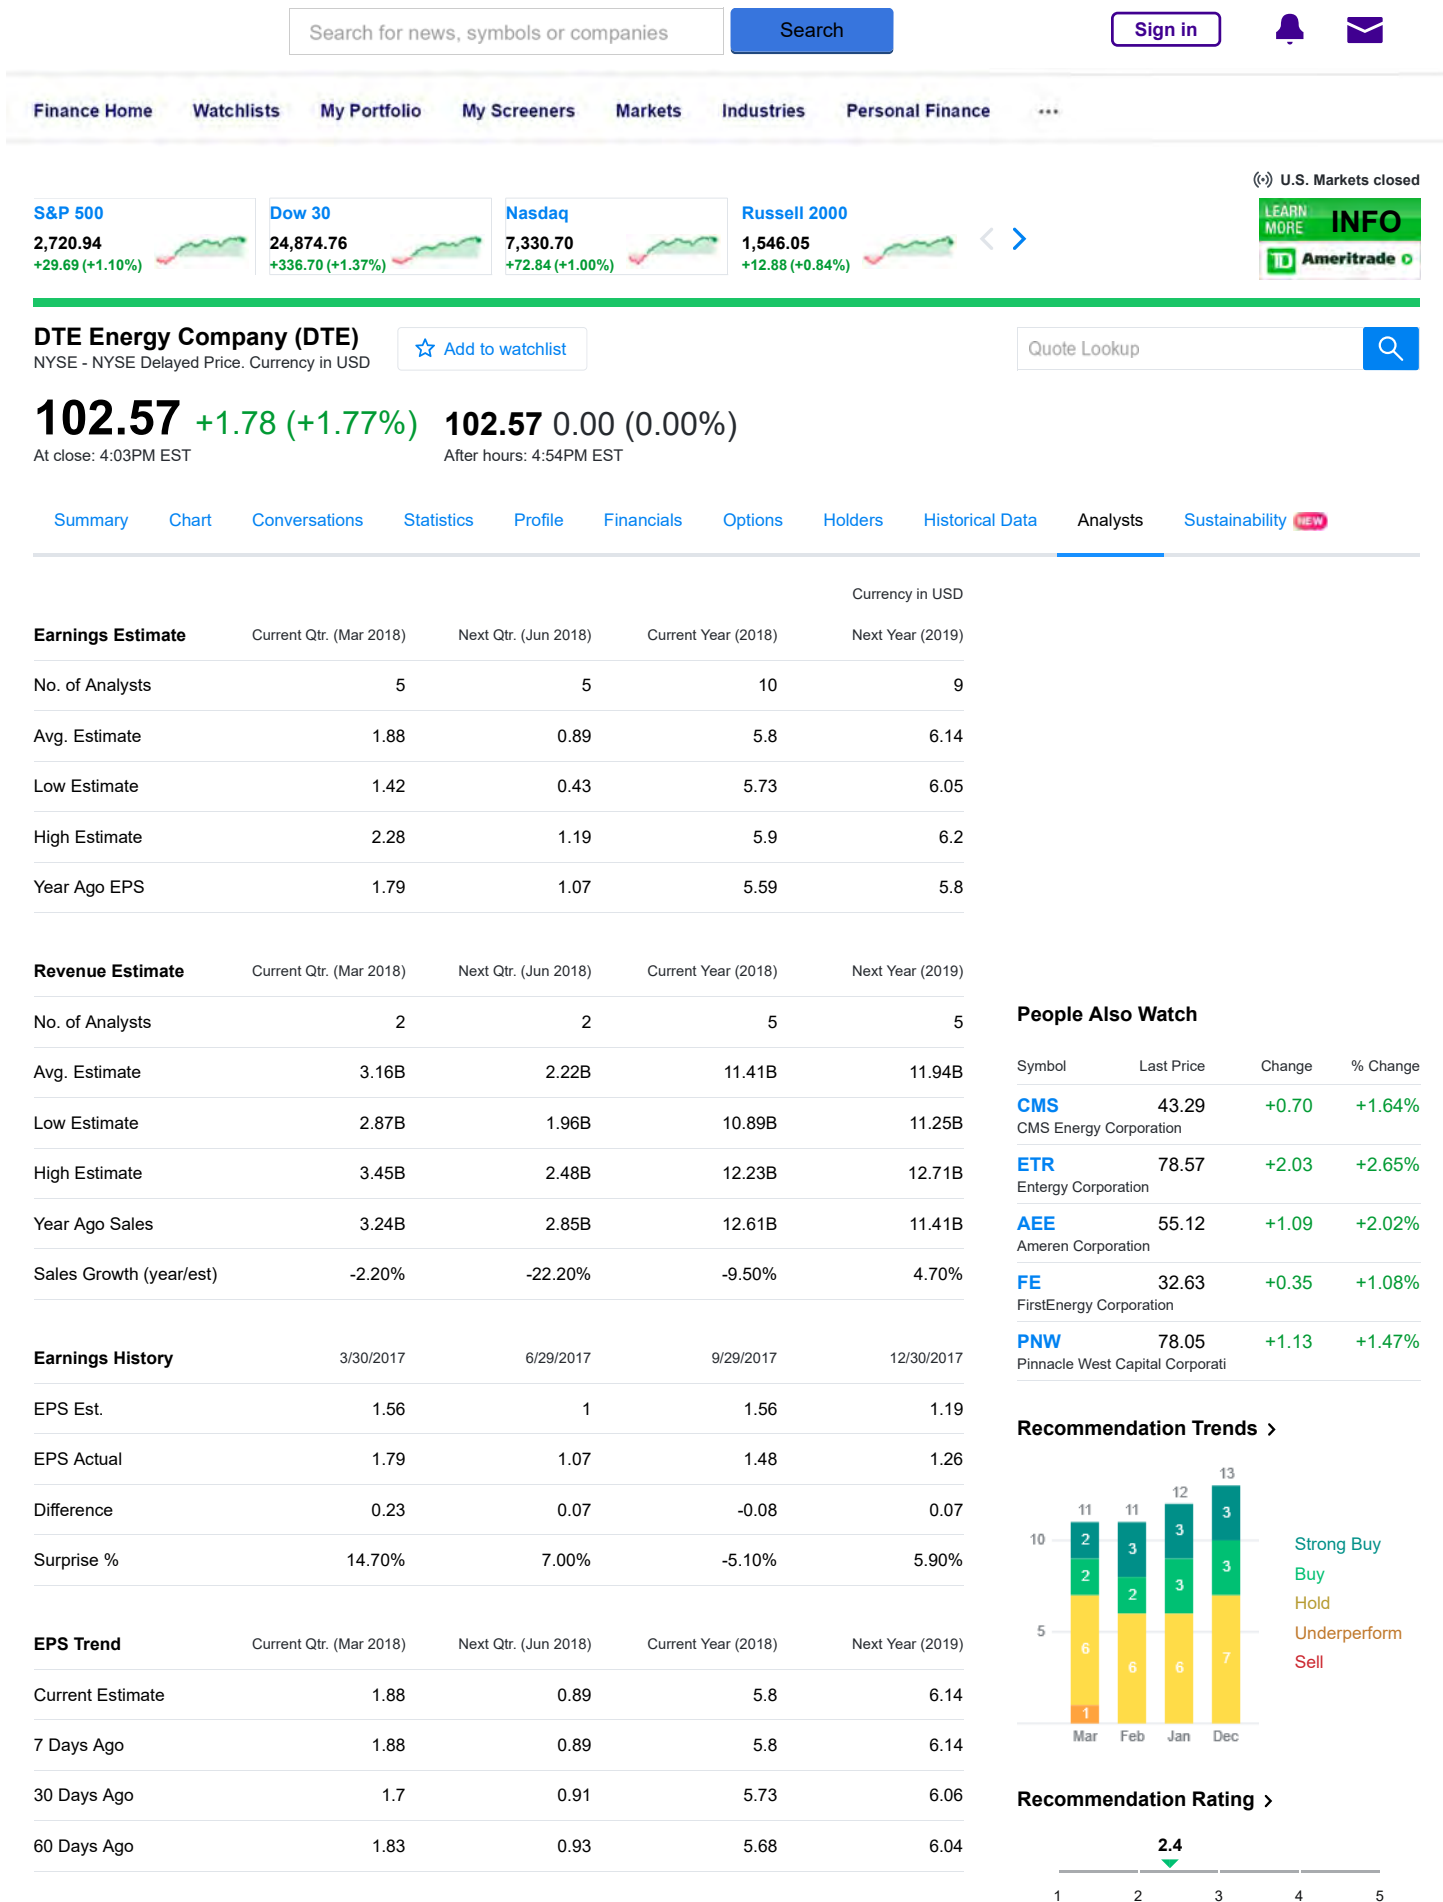 Search for news, symbols or companies Search Sign in
Finance Home Watchlists My Portfolio My Screeners Markets Industries Personal Finance ...
U.S. Markets closed
S&P 500 Dow 30 Nasdaq Russell 2000
2,720.94 24,874.76 7,330.70 1,546.05
+29.69 (+1.10%) +336.70 (+1.37%) +72.84 (+1.00%) +12.88 (+0.84%)
LEARN MORE INFO
TD Ameritrade
DTE Energy Company (DTE) Add to watchlist Quote Lookup
NYSE - NYSE Delayed Price. Currency in USD
102.57 +1.78 (+1.77%) 102.57 0.00 (0.00%)
At close: 4:03PM EST After hours: 4:54PM EST
Summary Chart Conversations Statistics Profile Financials Options Holders Historical Data Analysts Sustainability NEW
Currency in USD
Earnings Estimate Current Qtr. (Mar 2018) Next Qtr. (Jun 2018) Current Year (2018) Next Year (2019)
No. of Analysts 5 5 10 9
Avg. Estimate 1.88 0.89 5.8 6.14
Low Estimate 1.42 0.43 5.73 6.05
High Estimate 2.28 1.19 5.9 6.2
Year Ago EPS 1.79 1.07 5.59 5.8
Revenue Estimate Current Qtr. (Mar 2018) Next Qtr. (Jun 2018) Current Year (2018) Next Year (2019)
No. of Analysts 2 2 5 5
Avg. Estimate 3.16B 2.22B 11.41B 11.94B
Low Estimate 2.87B 1.96B 10.89B 11.25B
High Estimate 3.45B 2.48B 12.23B 12.71B
Year Ago Sales 3.24B 2.85B 12.61B 11.41B
Sales Growth (year/est) -2.20% -22.20% -9.50% 4.70%
Earnings History 3/30/2017 6/29/2017 9/29/2017 12/30/2017
EPS Est. 1.56 1 1.56 1.19
EPS Actual 1.79 1.07 1.48 1.26
Difference 0.23 0.07 -0.08 0.07
Surprise % 14.70% 7.00% -5.10% 5.90%
EPS Trend Current Qtr. (Mar 2018) Next Qtr. (Jun 2018) Current Year (2018) Next Year (2019)
Current Estimate 1.88 0.89 5.8 6.14
7 Days Ago 1.88 0.89 5.8 6.14
30 Days Ago 1.7 0.91 5.73 6.06
60 Days Ago 1.83 0.93 5.68 6.04
People Also Watch
Symbol Last Price Change % Change
CMS 43.29 +0.70 +1.64%
CMS Energy Corporation
ETR 78.57 +2.03 +2.65%
Entergy Corporation
AEE 55.12 +1.09 +2.02%
Ameren Corporation
FE 32.63 +0.35 +1.08%
FirstEnergy Corporation
PNW 78.05 +1.13 +1.47%
Pinnacle West Capital Corporati
Recommendation Trends
13
12
11 11
3
3
10 2 3
Strong Buy
3
2 3
Buy
2
Hold
5
Underperform
6 7
6 6
Sell
1
Mar Feb Jan Dec
Recommendation Rating
2.4
1 2 3 4 5